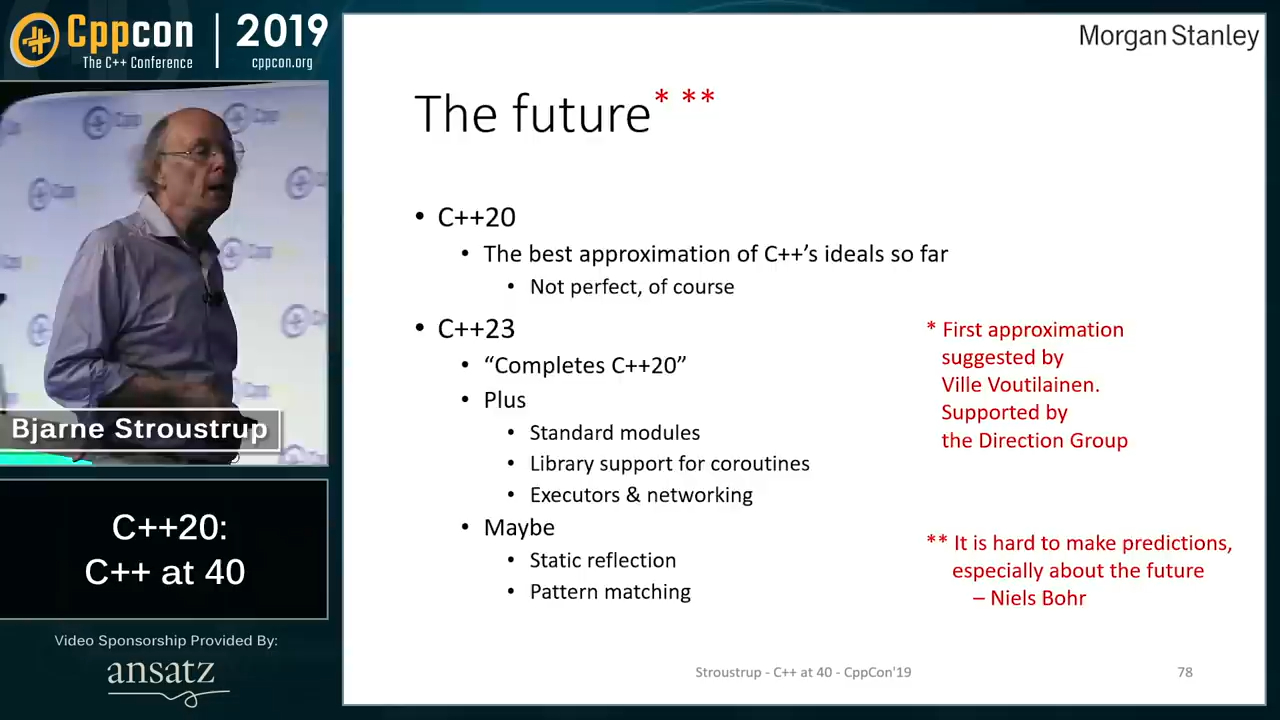 Cppcon
The C++ Conference
2019
cppcon.org
Morgan Stanley
The future* **
• C++20
• The best approximation of C++’s ideals so far
• Not perfect, of course
• C++23
• “Completes C++20”
• Plus
• Standard modules
• Library support for coroutines
• Executors & networking
• Maybe
• Static reflection
• Pattern matching
* First approximation
suggested by
Ville Voutilainen.
Supported by
the Direction Group
** It is hard to make predictions,
especially about the future
– Niels Bohr
Stroustrup - C++ at 40 - CppCon'19
78
Bjarne Stroustrup
C++20:
C++ at 40
Video Sponsorship Provided By:
ansatz